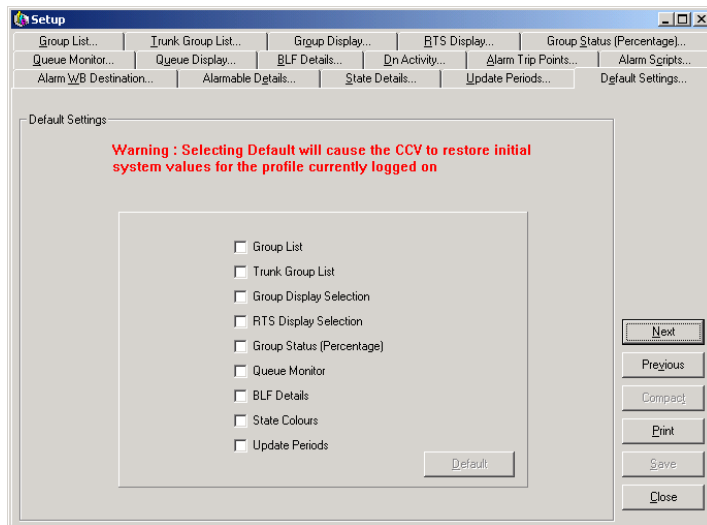 Setup
Group List... Trunk Group List... Group Display... RTS Display... Group Status (Percentage)...
Queue Monitor... Queue Display... BLF Details... Dn Activity... Alarm Trip Points... Alarm Scripts...
Alarm WB Destination... Alarmable Details... State Details... Update Periods... Default Settings...
Default Settings
Warning : Selecting Default will cause the CCV to restore initial
system values for the profile currently logged on
Group List
Trunk Group List
Group Display Selection
RTS Display Selection
Group Status (Percentage)
Queue Monitor
BLF Details
State Colours
Update Periods
Default
Next
Previous
Compact
Print
Save
Close